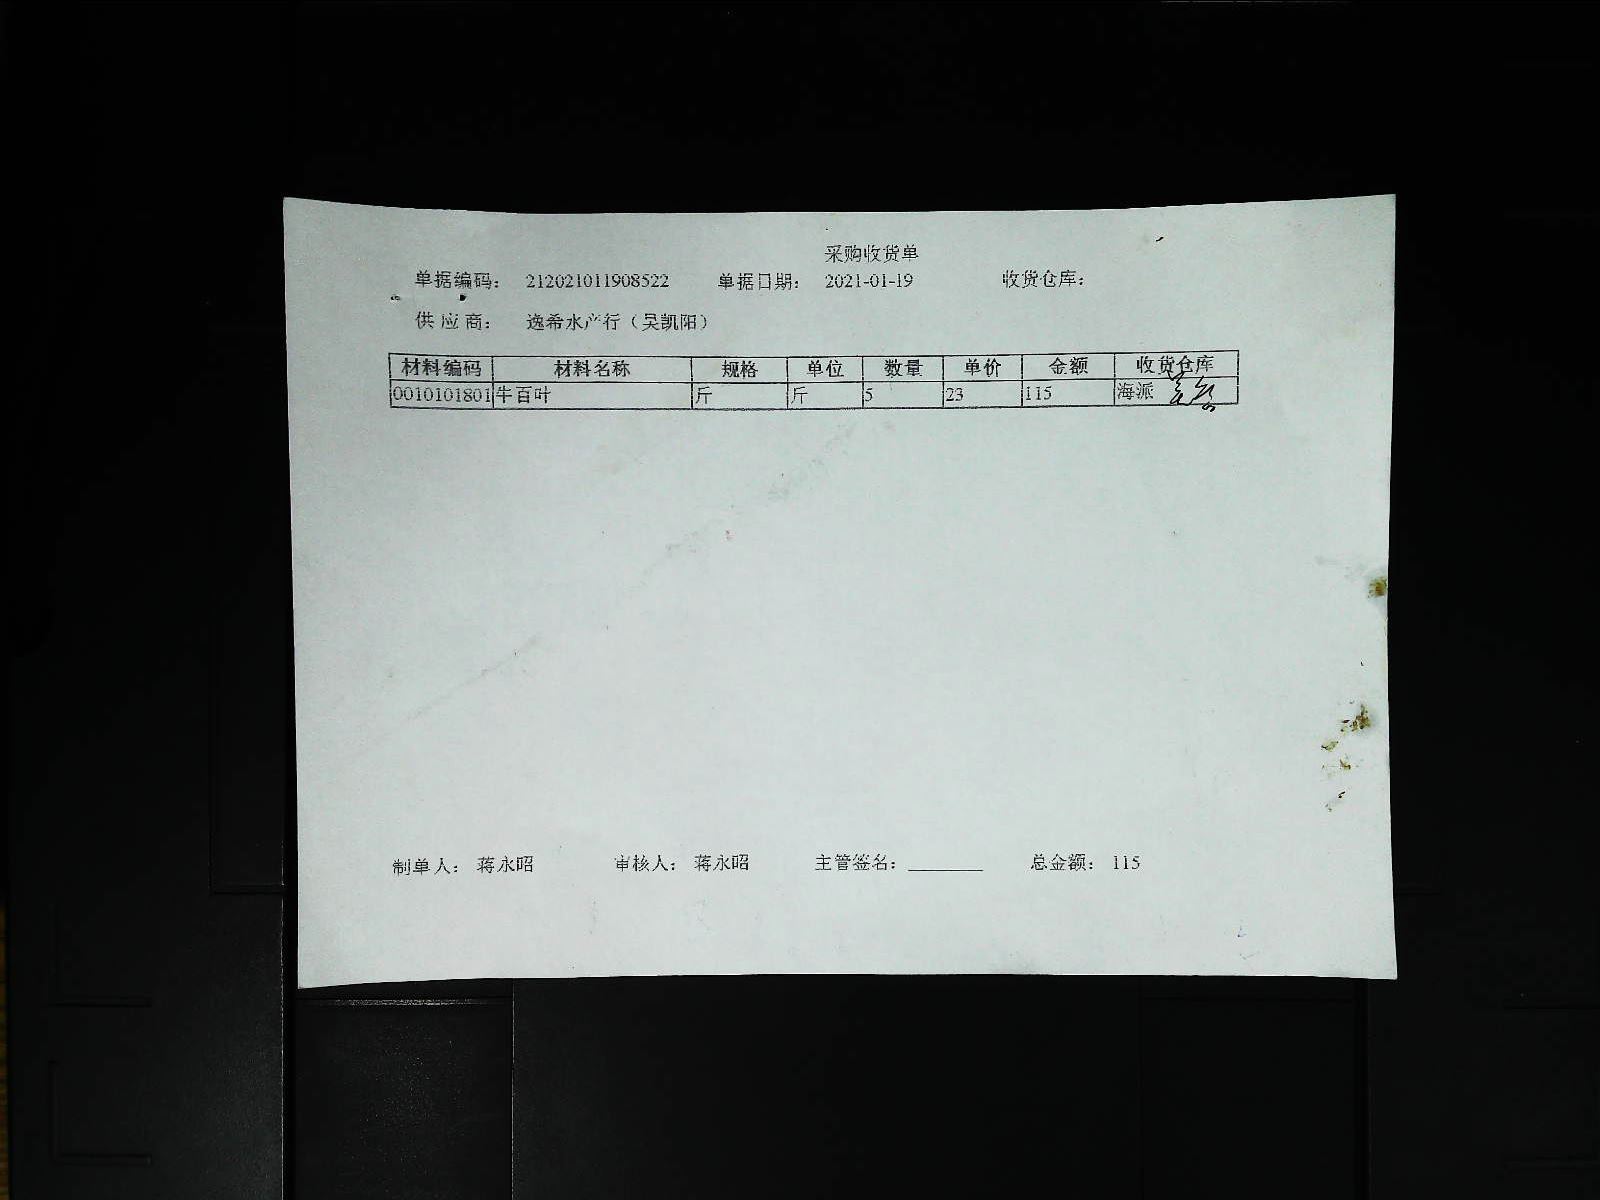 采购收货单
单据编码： 212021011908522 单据日期： 2021-01-19 收货仓库：
供应商： 逸希水产行（吴凯阳）
材料编码 材料名称 规格 单位 数量 单价 金额 收货仓库
0010101801 牛百叶 斤 斤 5 23 115 海派
制单人： 蒋永昭 审核人： 蒋永昭 主管签名：________ 总金额： 115